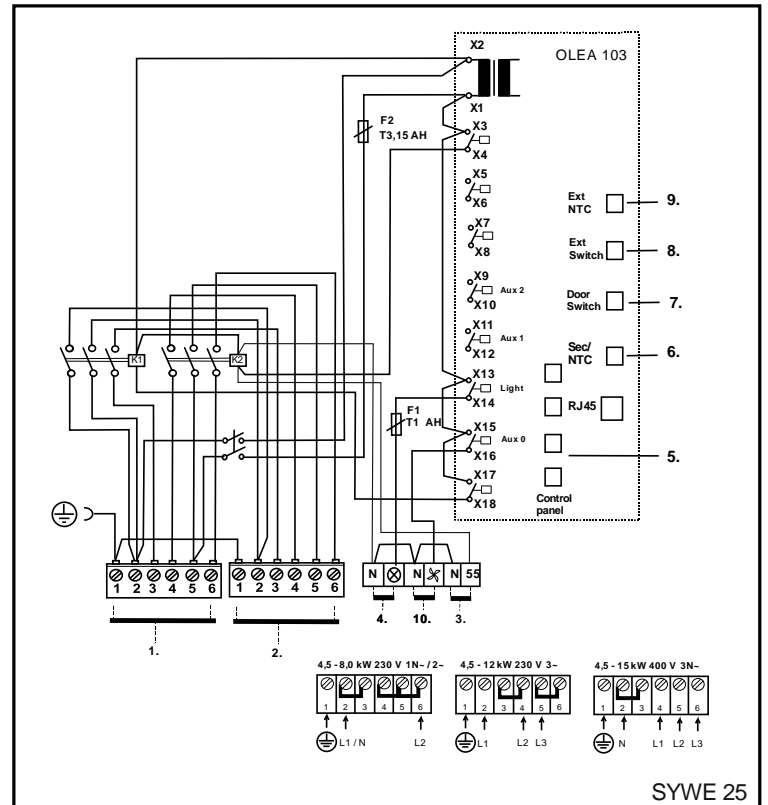 X2
OLEA 103
X1
F2
T3,15 AH
X3
X4
X5
X6
Ext
NTC
9.
X7
X8
Ext
Switch
8.
X9
Aux 2
X10
Door
Switch
7.
X11
Aux 1
X12
Sec/
NTC
6.
K1
K2
X13
Light
X14
RJ45
F1
T1 AH
X15
Aux 0
X16
5.
X17
X18
Control
panel
1 2 3 4 5 6
1 2 3 4 5 6
N N N 55
4. 10. 3.
1.
2.
4,5 - 8,0 kW 230 V 1N~ / 2~
1 2 3 4 5 6
L1 / N L2
4,5 - 12 kW 230 V 3~
1 2 3 4 5 6
L1 L2 L3
4,5 - 15 kW 400 V 3N~
1 2 3 4 5 6
N L1 L2 L3
SYWE 25